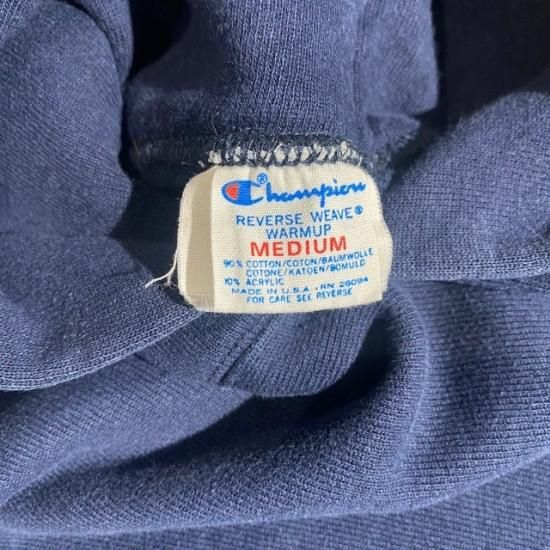 Champion®
REVERSE WEAVE®
WARMUP
MEDIUM
90% COTTON/COTON/BAUMWOLLE
COTONE/KATOEN/BOMULD
10% ACRYLIC
MADE IN U.S.A. RN 26094
FOR CARE SEE REVERSE